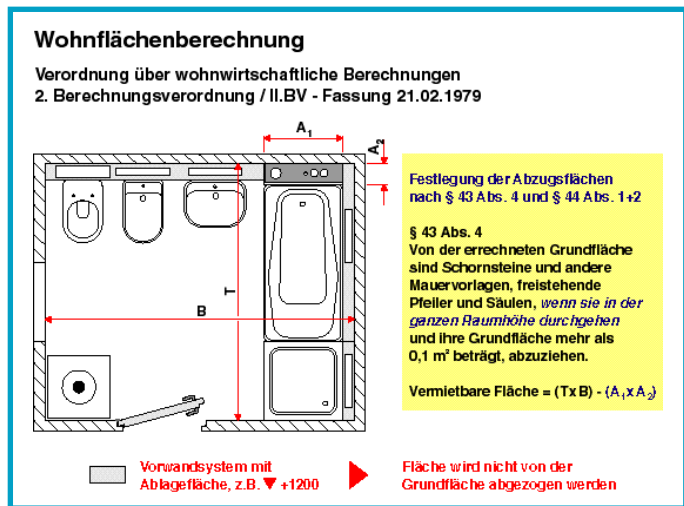 Wohnflächenberechnung
Verordnung über wohnwirtschaftliche Berechnungen
2. Berechnungsverordnung / II.BV - Fassung 21.02.1979
A₁
A₂
T
B
Festlegung der Abzugsflächen
nach § 43 Abs. 4 und § 44 Abs. 1+2
§ 43 Abs. 4
Von der errechneten Grundfläche
sind Schornsteine und andere
Mauervorlagen, freistehende
Pfeiler und Säulen, wenn sie in der
ganzen Raumhöhe durchgehen
und ihre Grundfläche mehr als
0,1 m² beträgt, abzuziehen.
Vermietbare Fläche = (T x B) - (A₁ x A₂)
Vorwandsystem mit
Ablagefläche, z.B. ▼ +1200
Fläche wird nicht von der
Grundfläche abgezogen werden